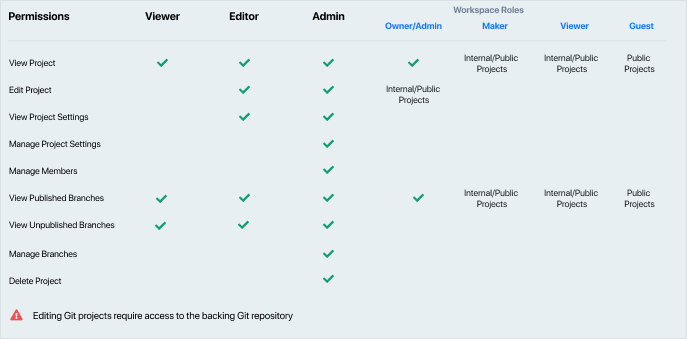 Permissions Viewer Editor Admin Workspace Roles
Owner/Admin Maker Viewer Guest
View Project Internal/Public Projects Internal/Public Projects Public Projects
Edit Project Internal/Public Projects
View Project Settings
Manage Project Settings
Manage Members
View Published Branches Internal/Public Projects Internal/Public Projects Public Projects
View Unpublished Branches
Manage Branches
Delete Project
Editing Git projects require access to the backing Git repository